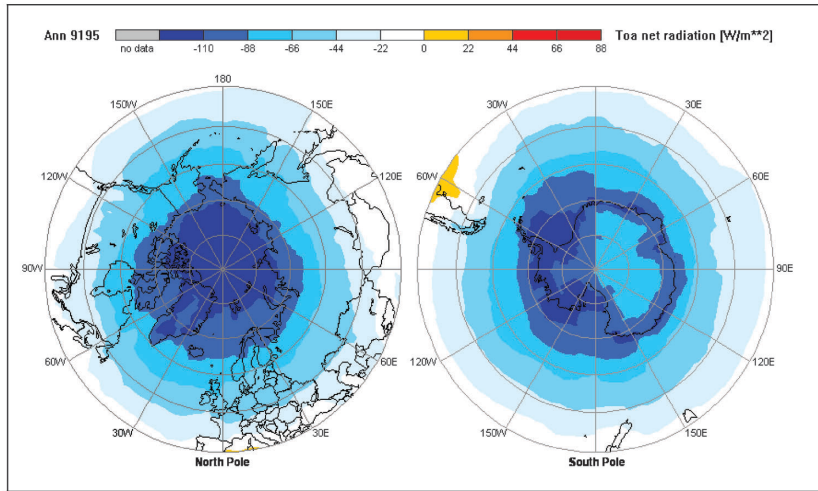 Ann 9195 Toa net radiation [W/m**2]
no data -110 -88 -66 -44 -22 0 22 44 66 88
180
150W 150E
120W 120E
90W
60W 60E
30W 30E
North Pole
30W 30E
60W 60E
90E
120W 120E
150W 150E
South Pole